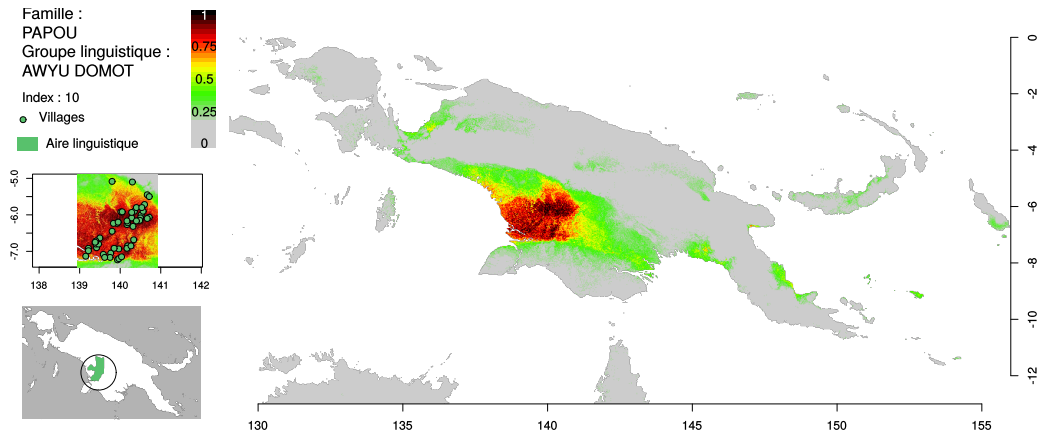 Famille :
PAPOU
Groupe linguistique :
AWYU DOMOT
Index : 10
Villages
Aire linguistique
1
0.75
0.5
0.25
0
-5.0
-6.0
-7.0
138 139 140 141 142
0
-2
-4
-6
-8
-10
-12
130 135 140 145 150 155